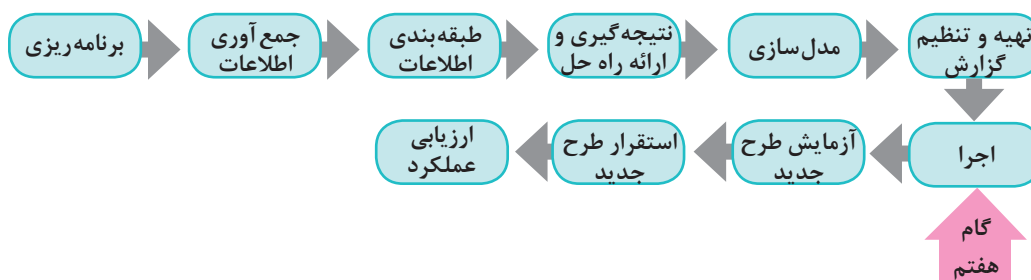 برنامه‌ریزی
جمع‌آوری
اطلاعات
طبقه‌بندی
اطلاعات
نتیجه‌گیری و
ارائه راه حل
مدل‌سازی
تهیه و تنظیم
گزارش
اجرا
آزمایش طرح
جدید
استقرار طرح
جدید
ارزیابی
عملکرد
گام
هفتم